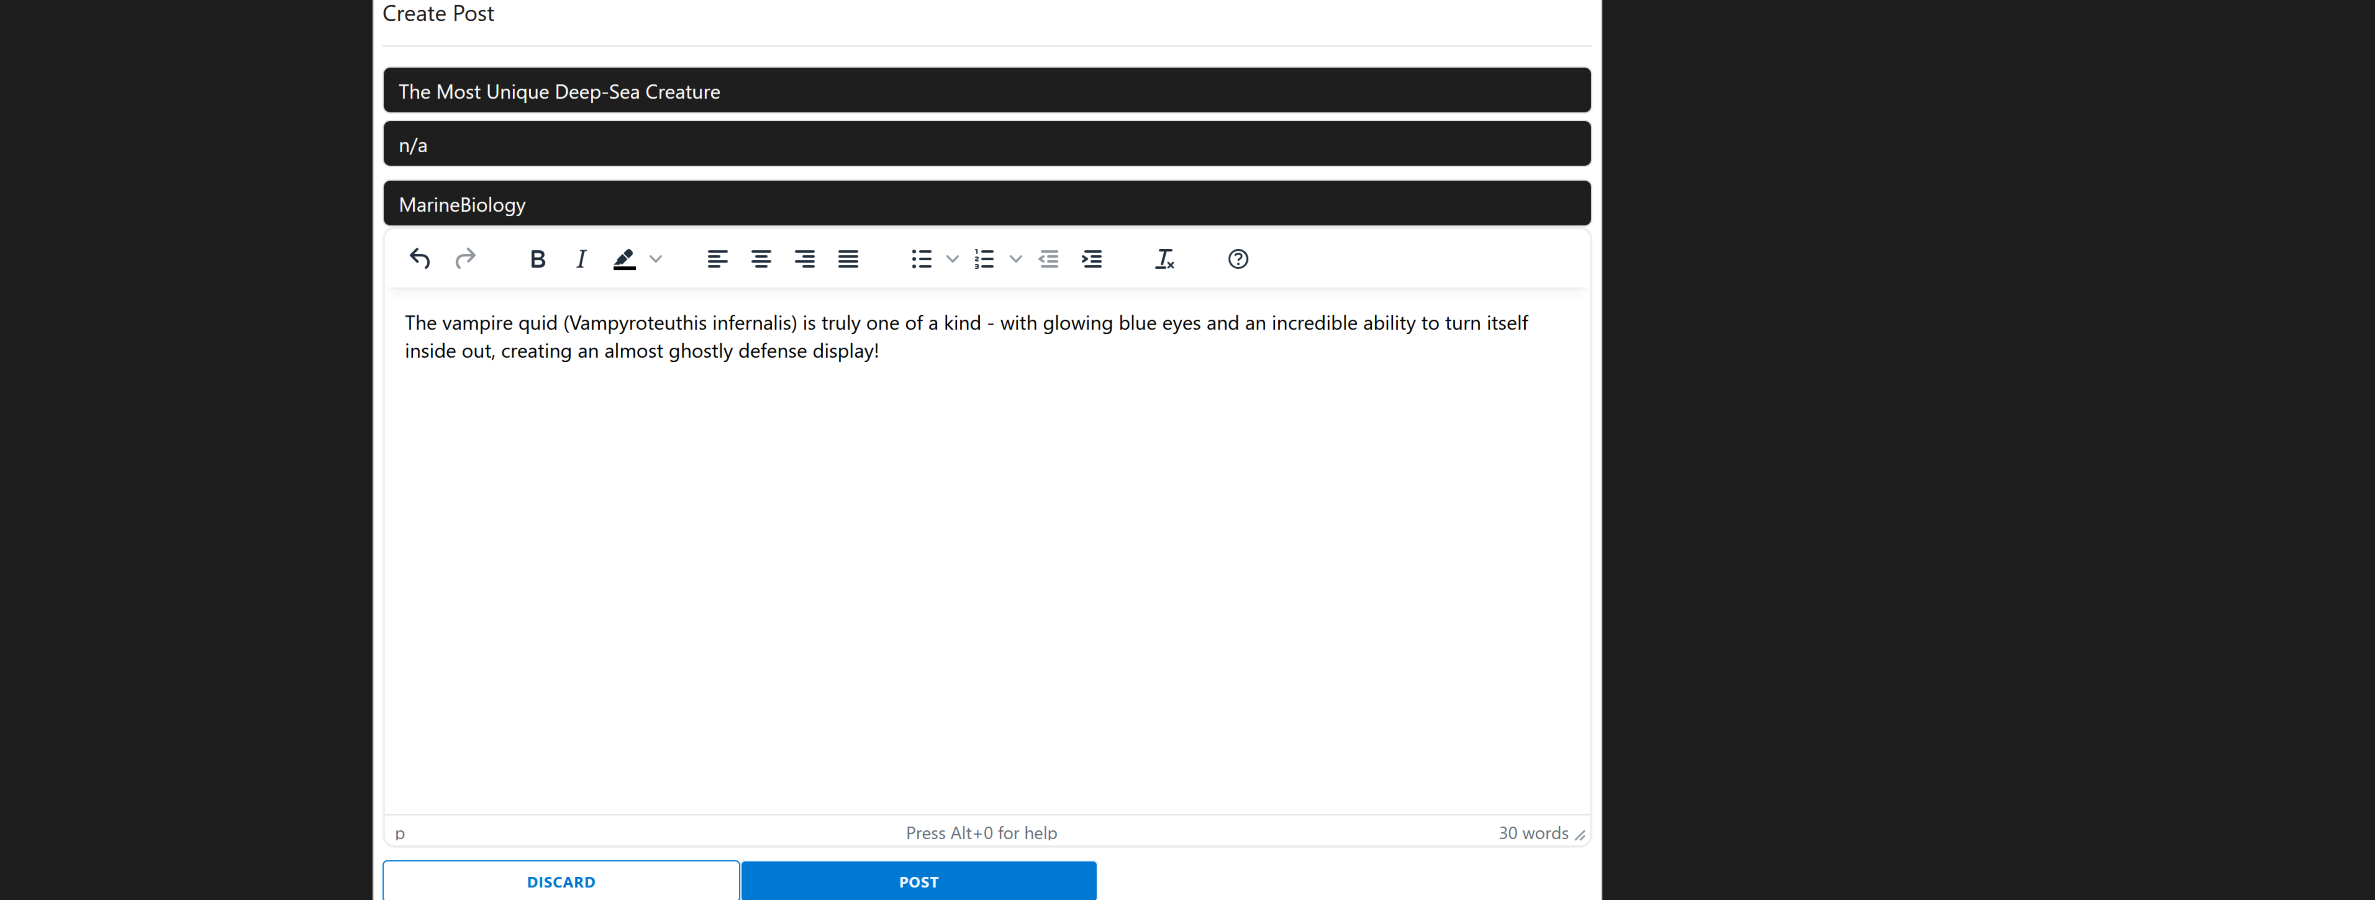 Create Post
The Most Unique Deep-Sea Creature
n/a
MarineBiology
The vampire quid (Vampyroteuthis infernalis) is truly one of a kind - with glowing blue eyes and an incredible ability to turn itself
inside out, creating an almost ghostly defense display!
p
Press Alt+0 for help
30 words
DISCARD
POST